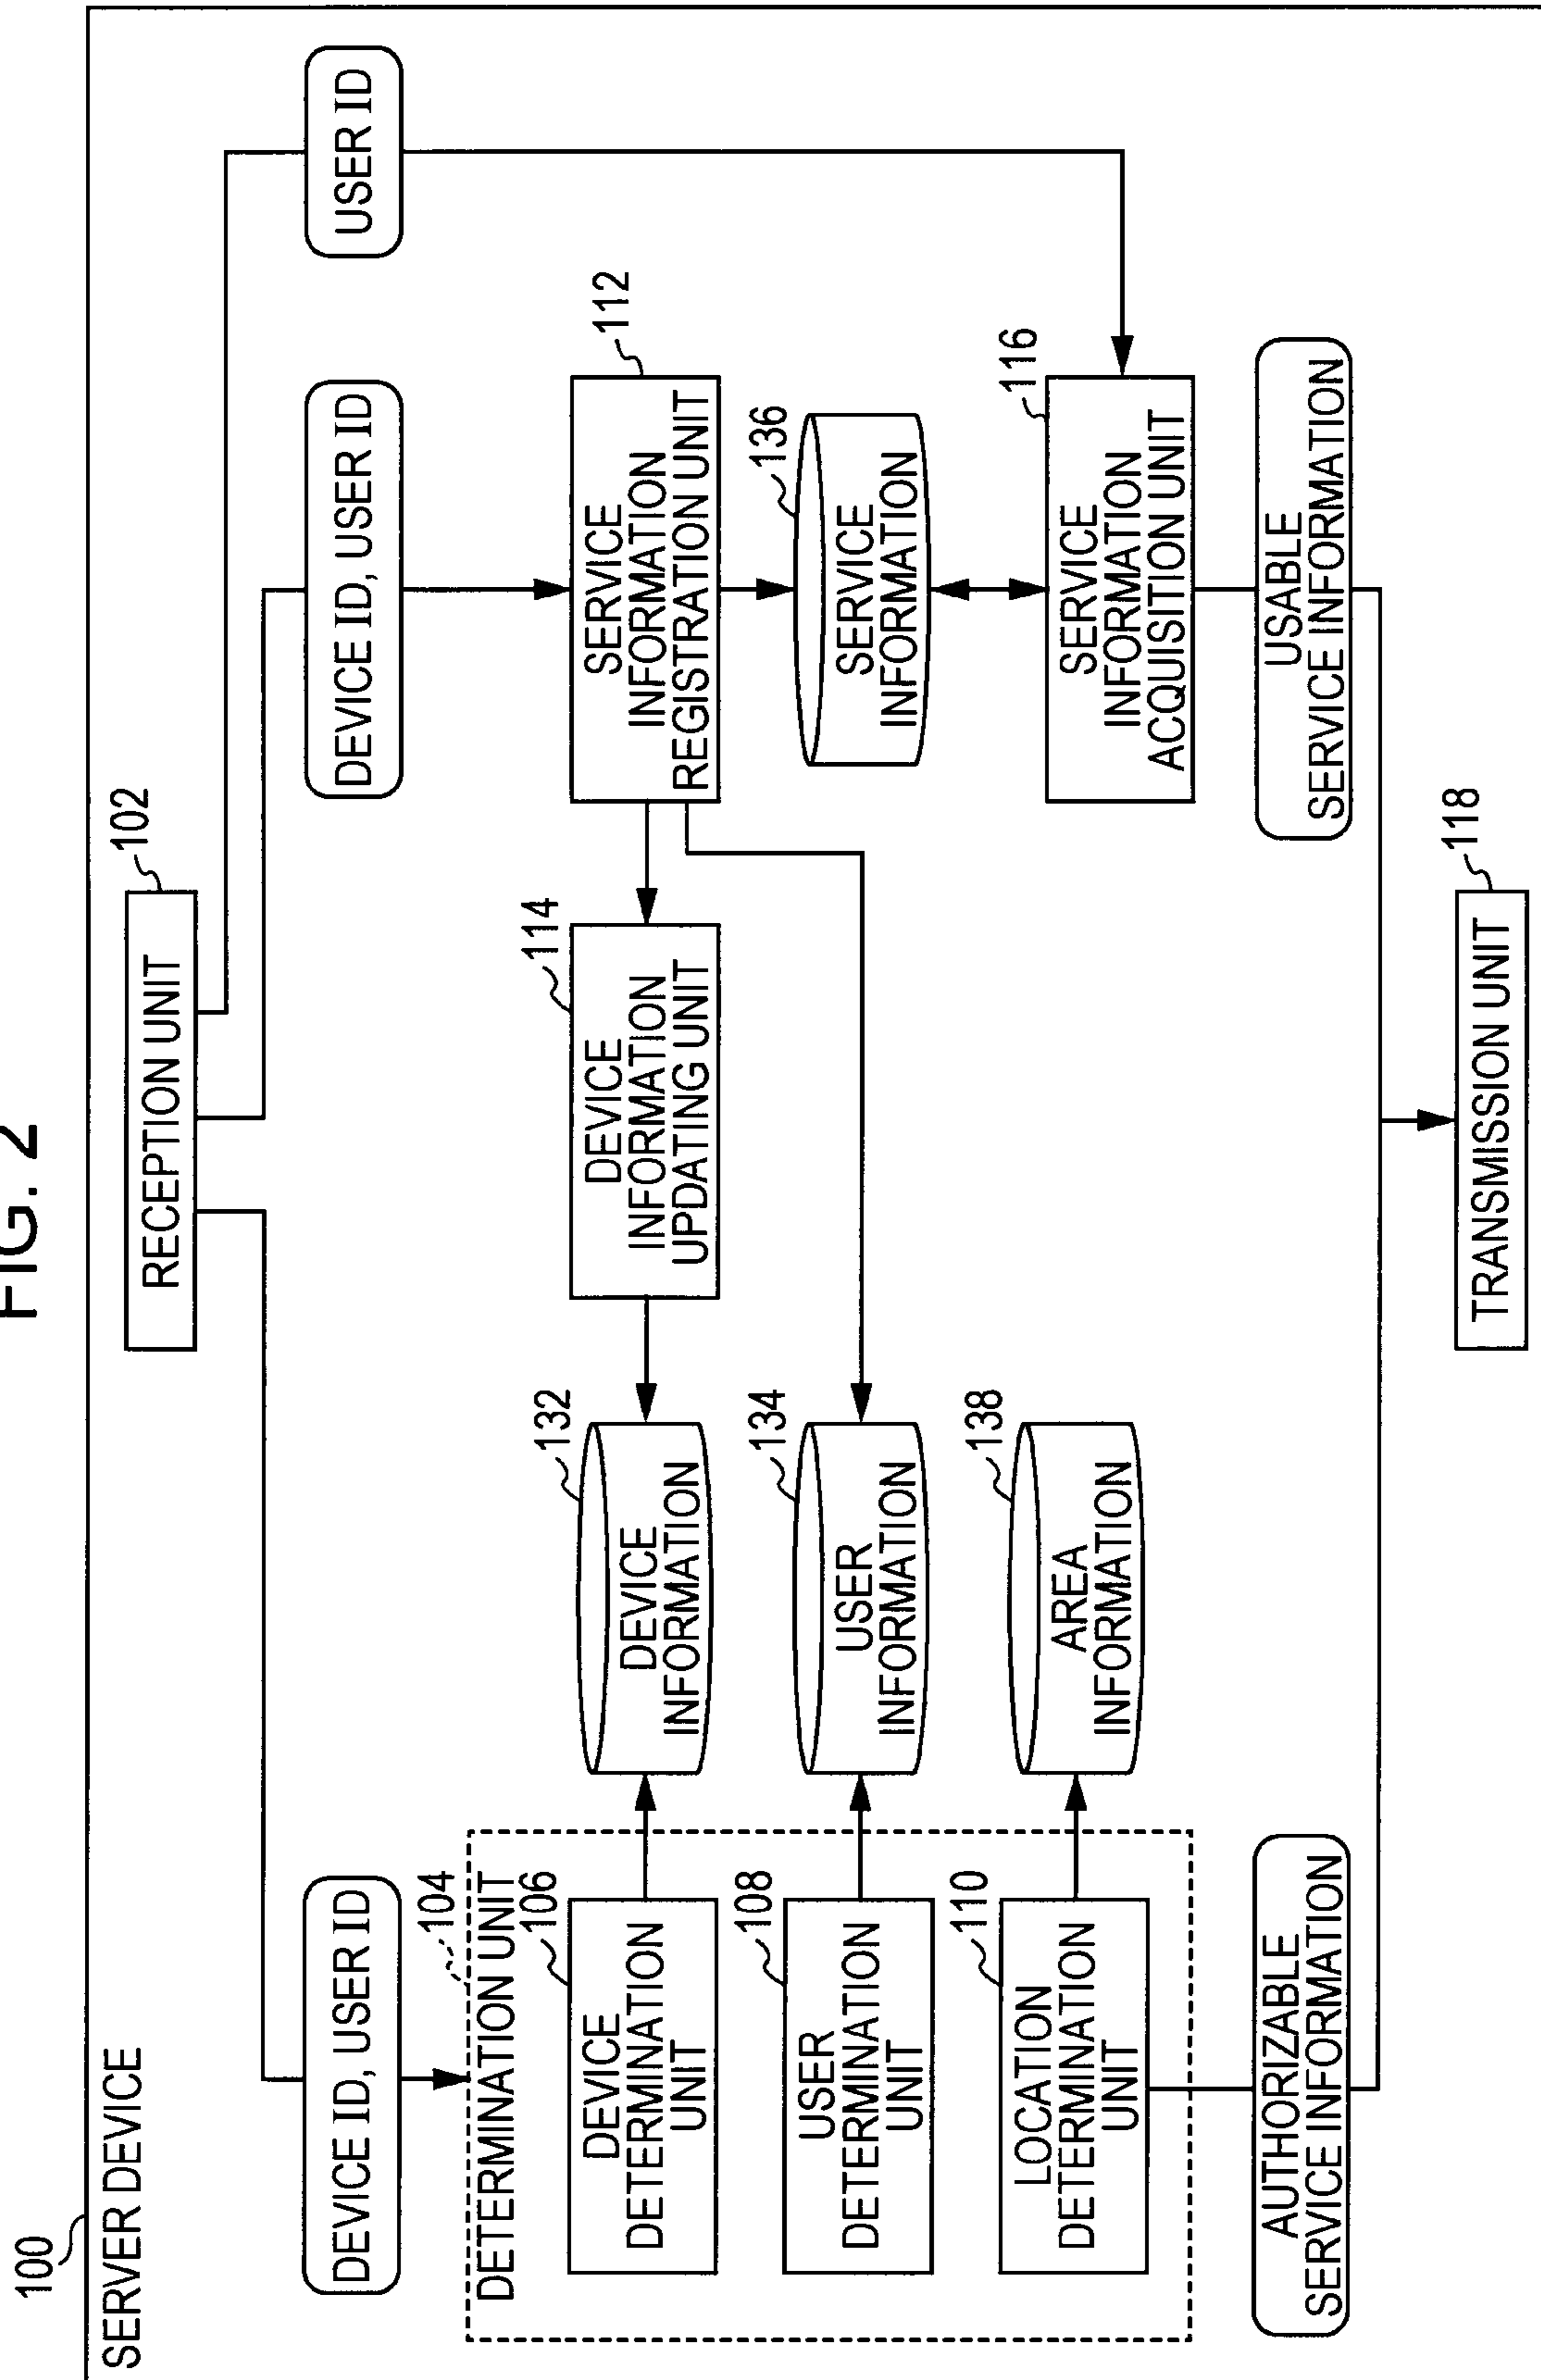 FIG. 2
100
SERVER DEVICE
RECEPTION UNIT
102
DEVICE ID, USER ID
DEVICE ID, USER ID
USER ID
104
DETERMINATION UNIT
106
DEVICE
DETERMINATION
UNIT
132
DEVICE
INFORMATION
114
DEVICE
INFORMATION
UPDATING UNIT
112
SERVICE
INFORMATION
REGISTRATION UNIT
108
USER
DETERMINATION
UNIT
134
USER
INFORMATION
136
SERVICE
INFORMATION
110
LOCATION
DETERMINATION
UNIT
138
AREA
INFORMATION
116
SERVICE
INFORMATION
ACQUISITION UNIT
AUTHORIZABLE
SERVICE INFORMATION
USABLE
SERVICE INFORMATION
118
TRANSMISSION UNIT